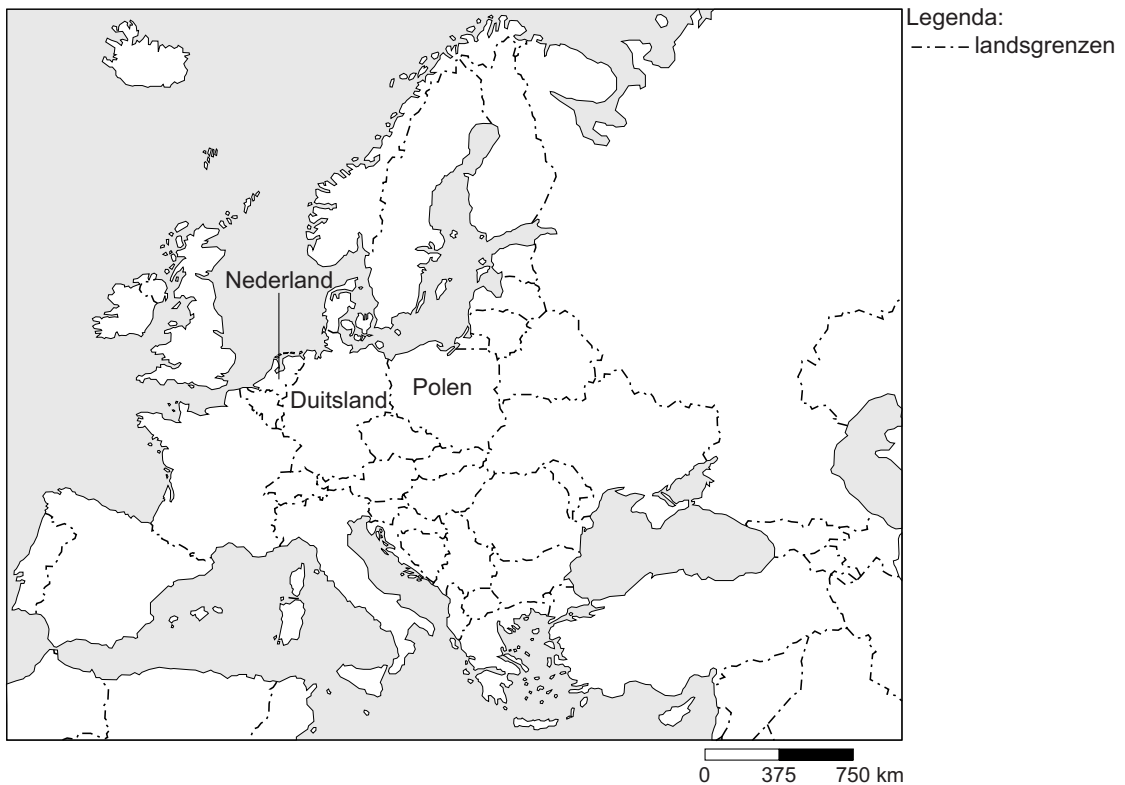 Legenda:
landsgrenzen
Nederland
Duitsland
Polen
0 375 750 km